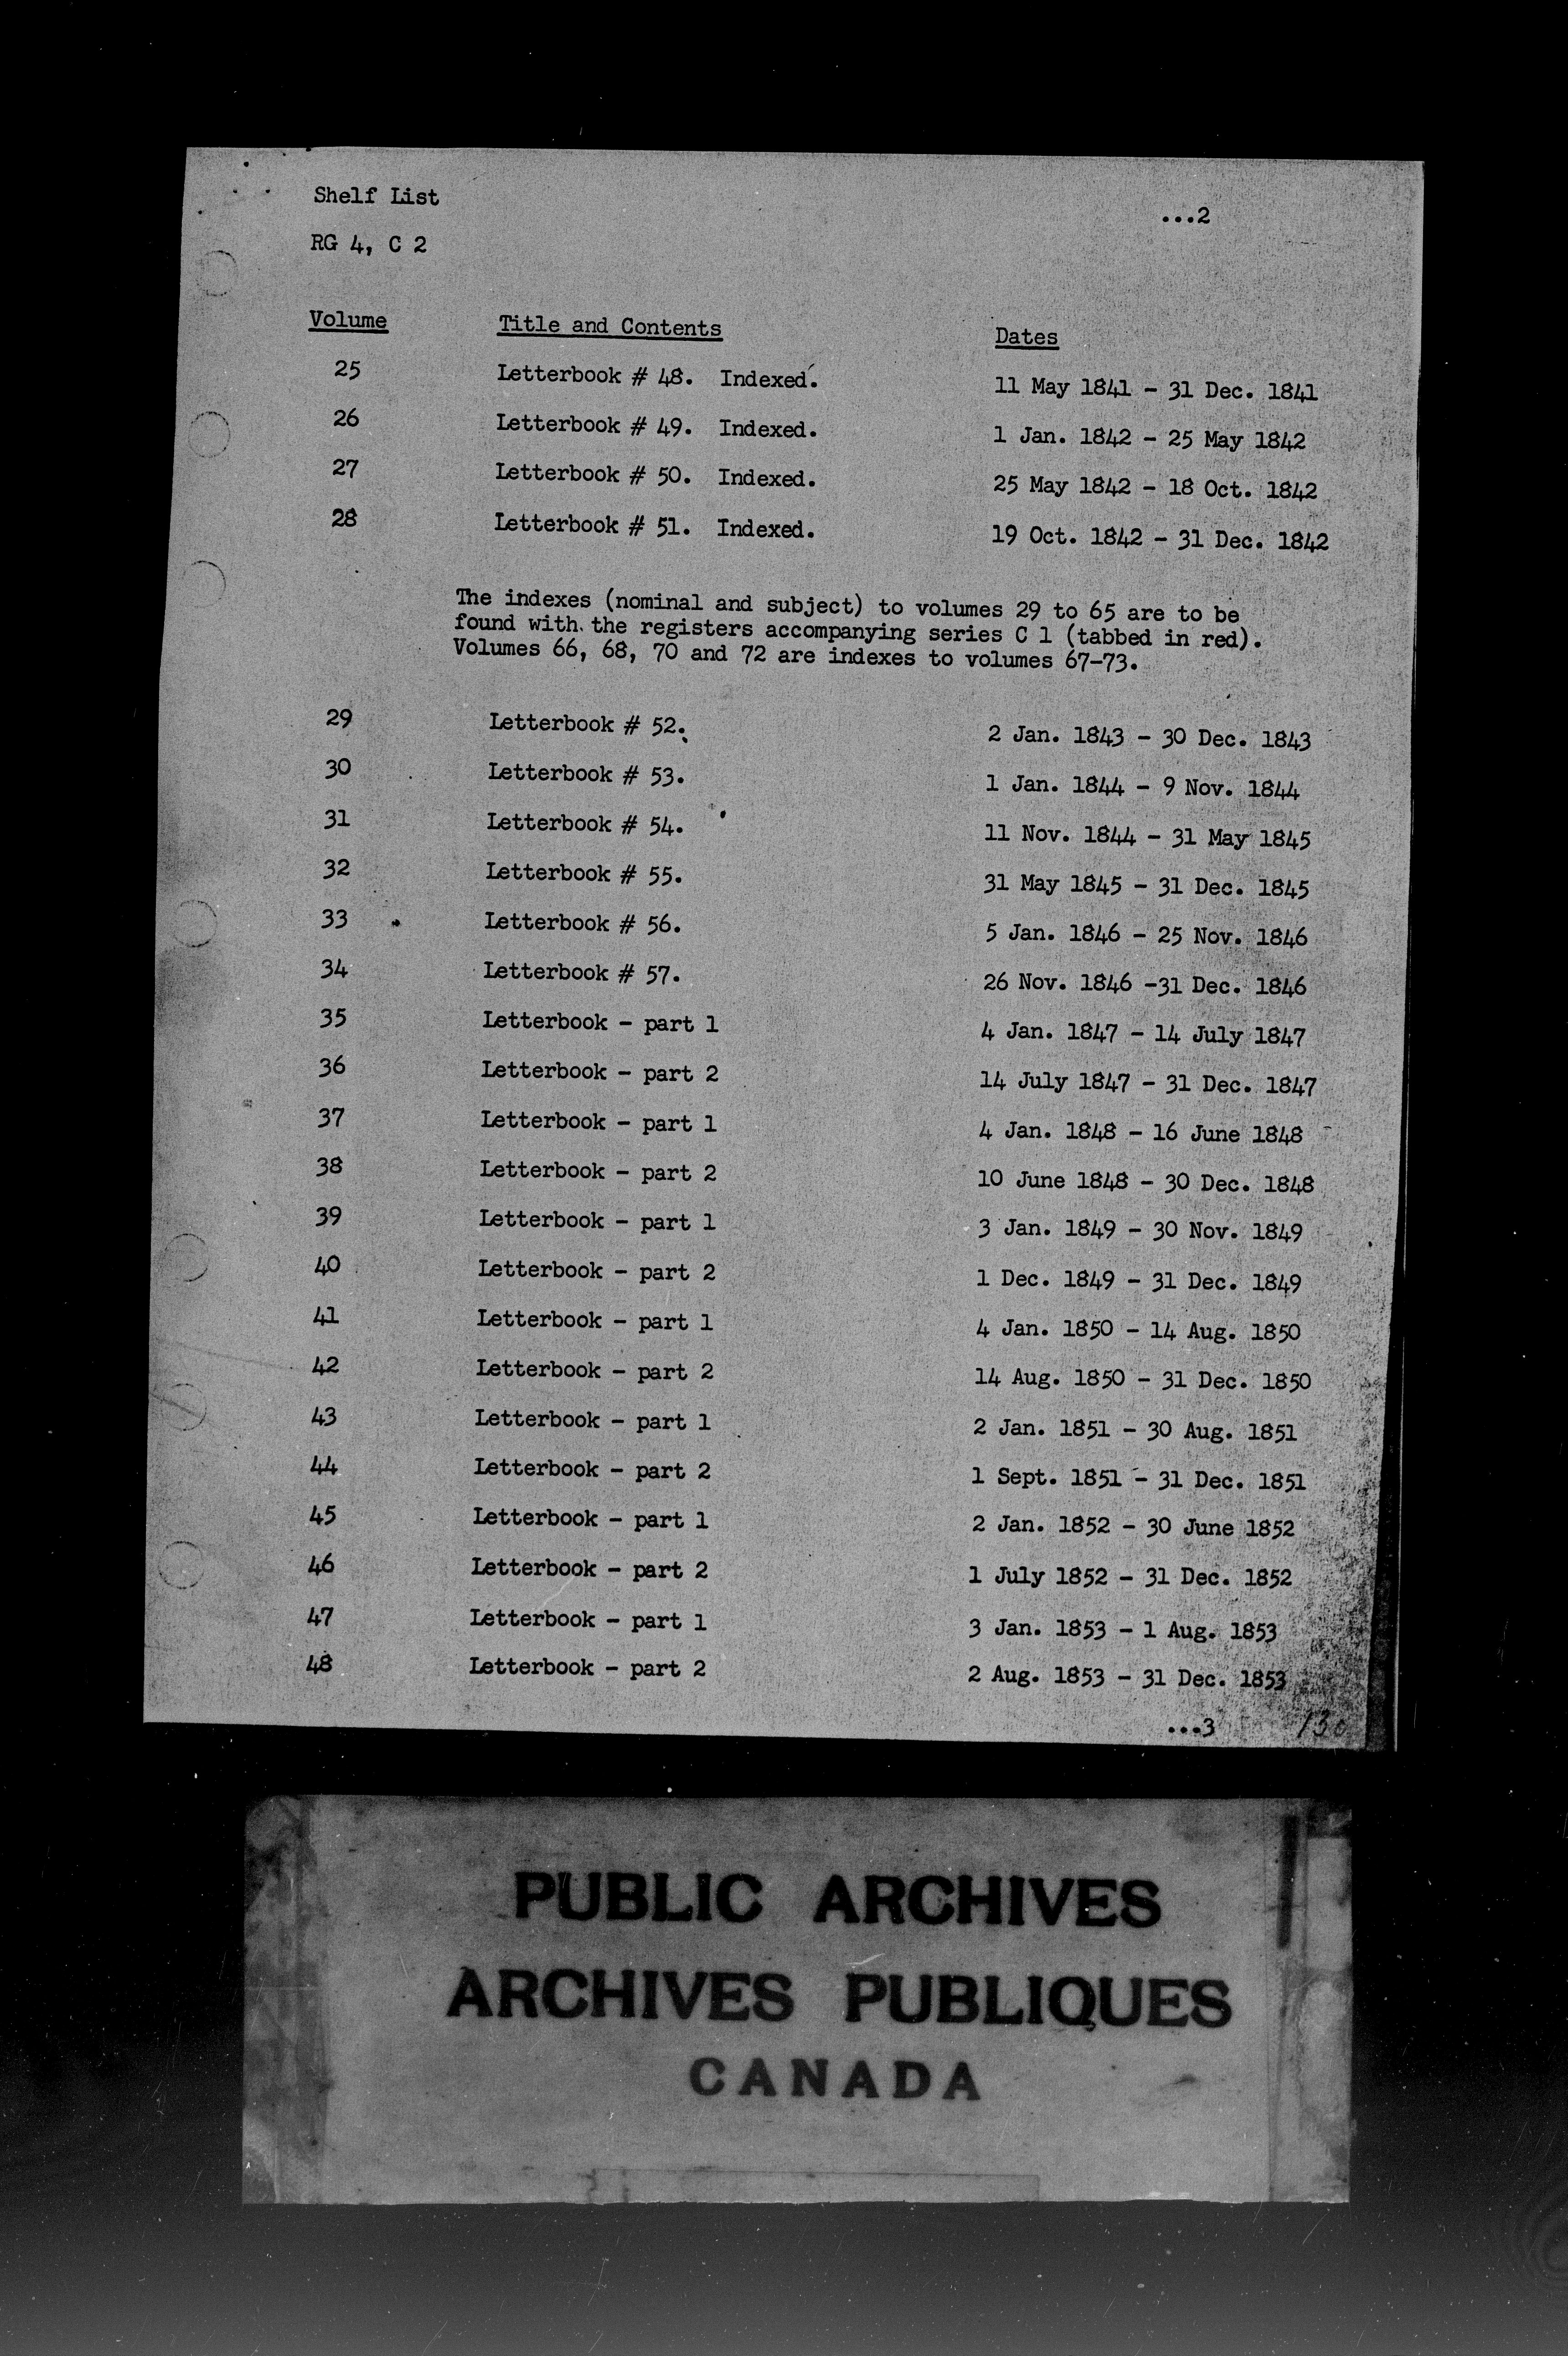 Shelf List
...2
RG 4, C 2
Volume Title and Contents Dates
25 Letterbook # 48. Indexed. 11 May 1841 - 31 Dec. 1841
26 Letterbook # 49. Indexed. 1 Jan. 1842 - 25 May 1842
27 Letterbook # 50. Indexed. 25 May 1842 - 18 Oct. 1842
28 Letterbook # 51. Indexed. 19 Oct. 1842 - 31 Dec. 1842
The indexes (nominal and subject) to volumes 29 to 65 are to be
found with the registers accompanying series C 1 (tabbed in red).
Volumes 66, 68, 70 and 72 are indexes to volumes 67-73.
29 Letterbook # 52. 2 Jan. 1843 - 30 Dec. 1843
30 Letterbook # 53. 1 Jan. 1844 - 9 Nov. 1844
31 Letterbook # 54. 11 Nov. 1844 - 31 May 1845
32 Letterbook # 55. 31 May 1845 - 31 Dec. 1845
33 Letterbook # 56. 5 Jan. 1846 - 25 Nov. 1846
34 Letterbook # 57. 26 Nov. 1846 -31 Dec. 1846
35 Letterbook - part 1 4 Jan. 1847 - 14 July 1847
36 Letterbook - part 2 14 July 1847 - 31 Dec. 1847
37 Letterbook - part 1 4 Jan. 1848 - 16 June 1848
38 Letterbook - part 2 10 June 1848 - 30 Dec. 1848
39 Letterbook - part 1 3 Jan. 1849 - 30 Nov. 1849
40 Letterbook - part 2 1 Dec. 1849 - 31 Dec. 1849
41 Letterbook - part 1 4 Jan. 1850 - 14 Aug. 1850
42 Letterbook - part 2 14 Aug. 1850 - 31 Dec. 1850
43 Letterbook - part 1 2 Jan. 1851 - 30 Aug. 1851
44 Letterbook - part 2 1 Sept. 1851 - 31 Dec. 1851
45 Letterbook - part 1 2 Jan. 1852 - 30 June 1852
46 Letterbook - part 2 1 July 1852 - 31 Dec. 1852
47 Letterbook - part 1 3 Jan. 1853 - 1 Aug. 1853
48 Letterbook - part 2 2 Aug. 1853 - 31 Dec. 1853
...3
PUBLIC ARCHIVES
ARCHIVES PUBLIQUES
CANADA